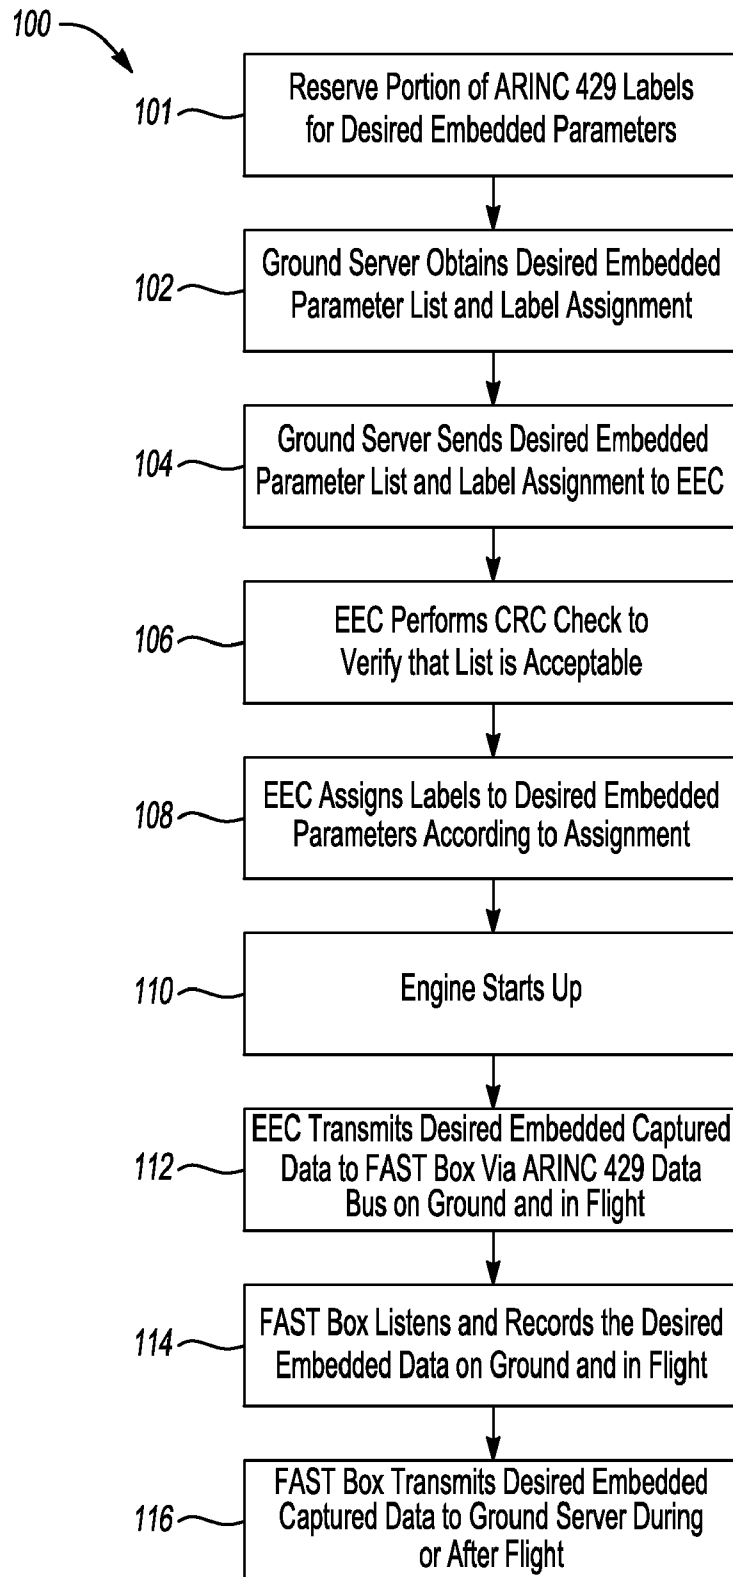 100
101
Reserve Portion of ARINC 429 Labels
for Desired Embedded Parameters
102
Ground Server Obtains Desired Embedded
Parameter List and Label Assignment
104
Ground Server Sends Desired Embedded
Parameter List and Label Assignment to EEC
106
EEC Performs CRC Check to
Verify that List is Acceptable
108
EEC Assigns Labels to Desired Embedded
Parameters According to Assignment
110
Engine Starts Up
112
EEC Transmits Desired Embedded Captured
Data to FAST Box Via ARINC 429 Data
Bus on Ground and in Flight
114
FAST Box Listens and Records the Desired
Embedded Data on Ground and in Flight
116
FAST Box Transmits Desired Embedded
Captured Data to Ground Server During
or After Flight